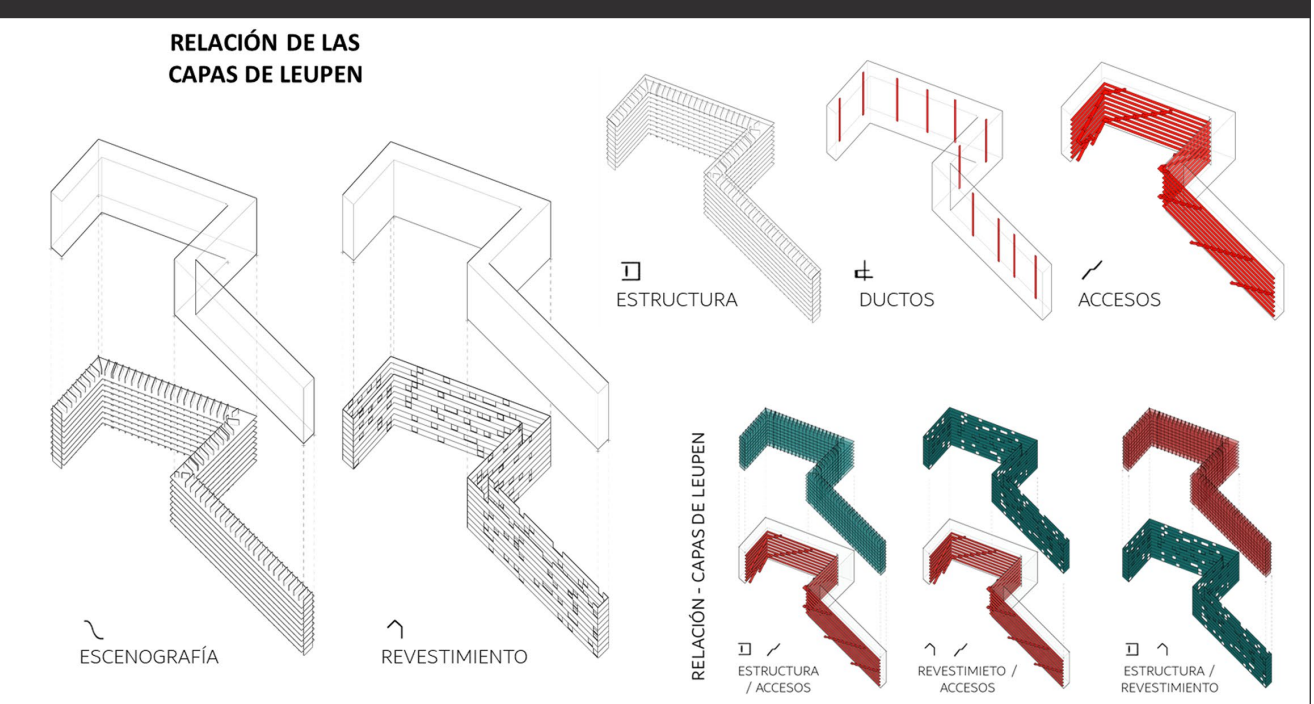 RELACIÓN DE LAS
CAPAS DE LEUPEN
ESTRUCTURA
DUCTOS
ACCESOS
ESCENOGRAFÍA
REVESTIMIENTO
RELACIÓN - CAPAS DE LEUPEN
ESTRUCTURA
/ ACCESOS
REVESTIMIETO /
ACCESOS
ESTRUCTURA /
REVESTIMIENTO